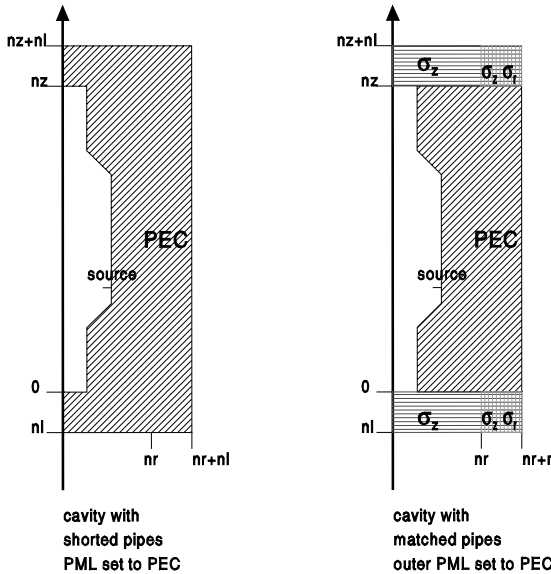 nz+nl
nz
PEC
source
0
nl
nr nr+nl
cavity with
shorted pipes
PML set to PEC
nz+nl
nz
σz
σz σr
PEC
source
0
nl
σz
σz σr
nr nr+n
cavity with
matched pipes
outer PML set to PEC